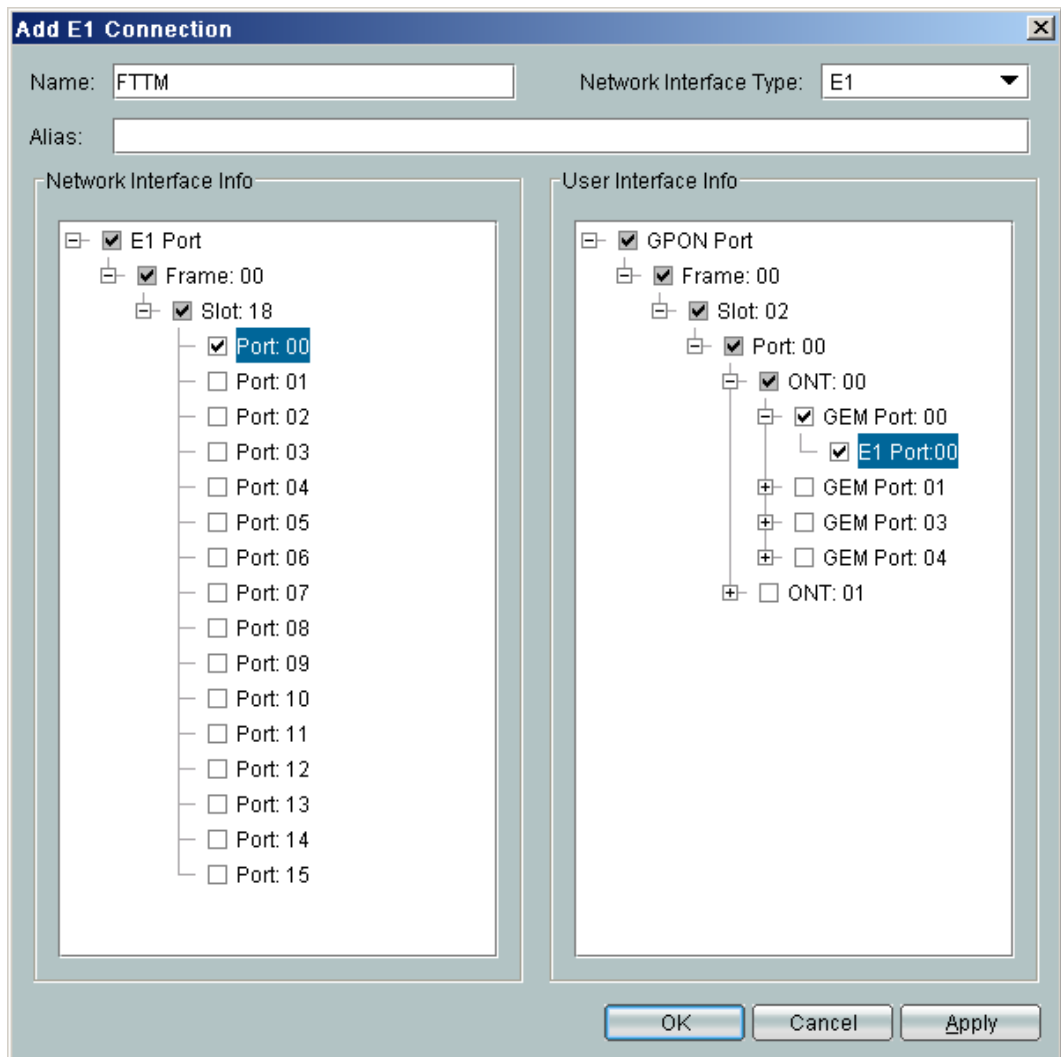 Add E1 Connection
Name: FTTM Network Interface Type: E1
Alias:
Network Interface Info
E1 Port
Frame: 00
Slot: 18
Port: 00
Port: 01
Port: 02
Port: 03
Port: 04
Port: 05
Port: 06
Port: 07
Port: 08
Port: 09
Port: 10
Port: 11
Port: 12
Port: 13
Port: 14
Port: 15
User Interface Info
GPON Port
Frame: 00
Slot: 02
Port: 00
ONT: 00
GEM Port: 00
E1 Port:00
GEM Port: 01
GEM Port: 03
GEM Port: 04
ONT: 01
OK Cancel Apply